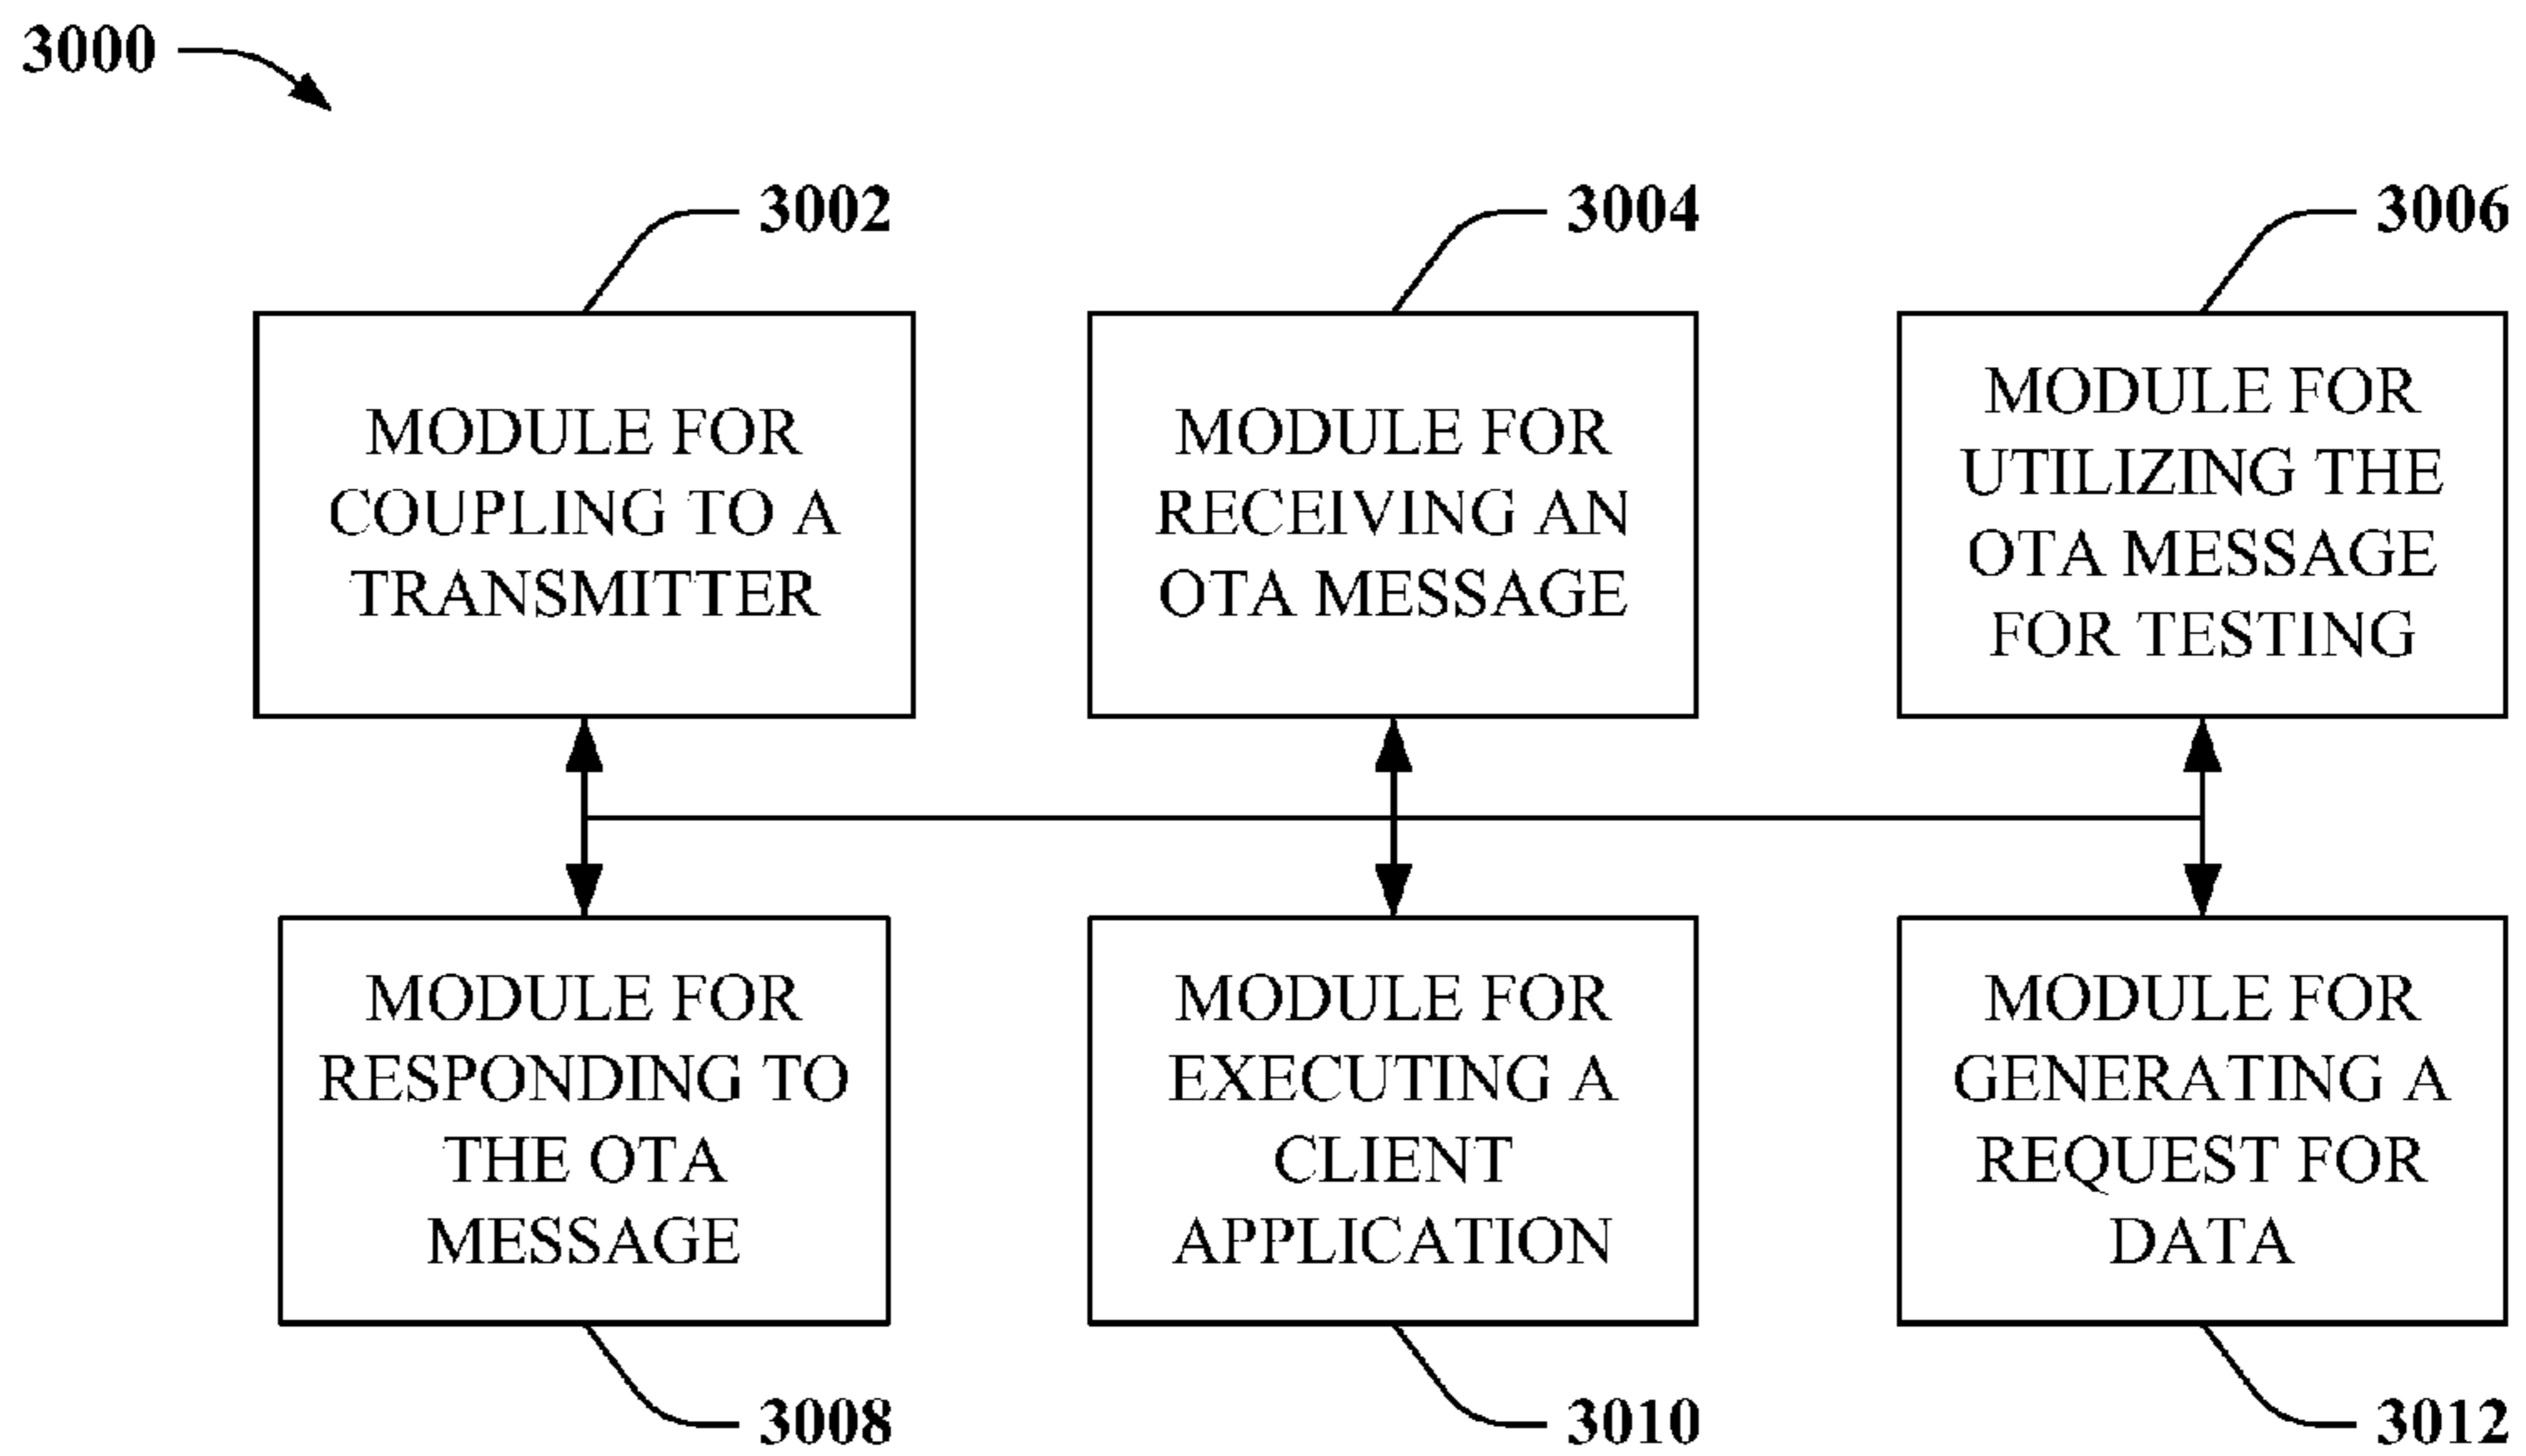 3000
3002
3004
3006
MODULE FOR
COUPLING TO A
TRANSMITTER
MODULE FOR
RECEIVING AN
OTA MESSAGE
MODULE FOR
UTILIZING THE
OTA MESSAGE
FOR TESTING
MODULE FOR
RESPONDING TO
THE OTA
MESSAGE
MODULE FOR
EXECUTING A
CLIENT
APPLICATION
MODULE FOR
GENERATING A
REQUEST FOR
DATA
3008
3010
3012